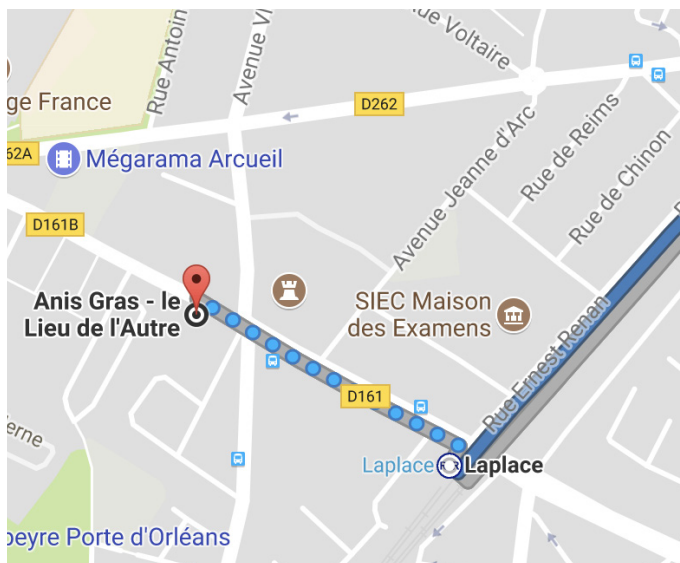 Rue Voltaire
Rue Antoin
Avenue Vi
ge France
D262
62A
Mégarama Arcueil
Avenue Jeanne d'Arc
Rue de Reims
Rue de Chinon
D161B
Anis Gras - le
Lieu de l'Autre
SIEC Maison
des Examens
Rue Ernest Renan
D161
erne
Laplace
Laplace
peyre Porte d'Orléans